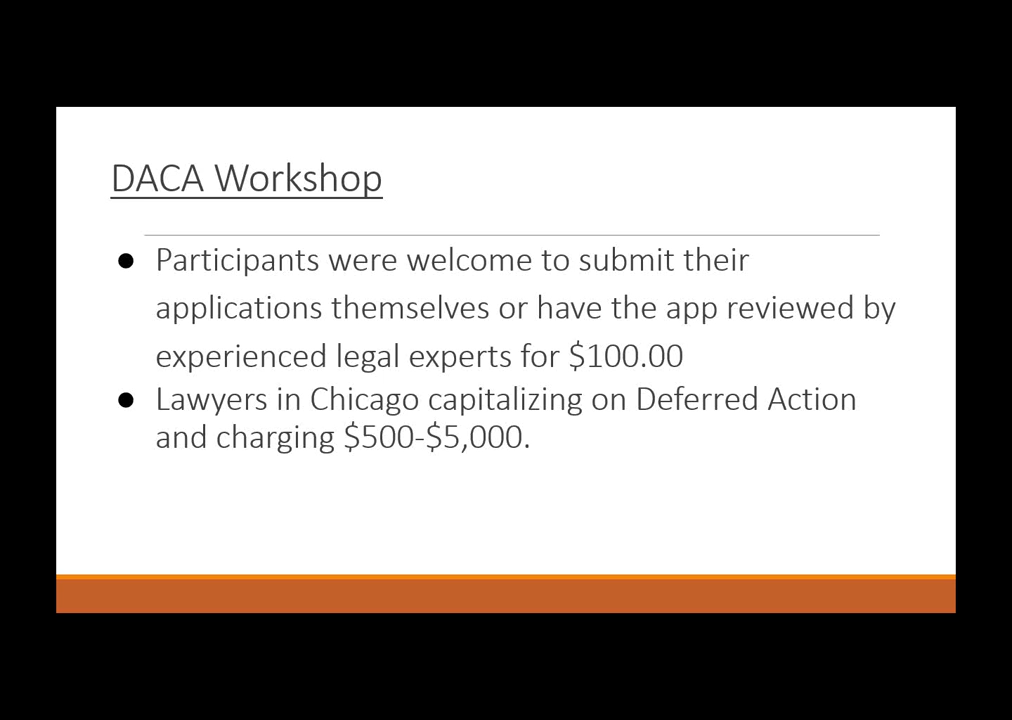 DACA Workshop
● Participants were welcome to submit their
applications themselves or have the app reviewed by
experienced legal experts for $100.00
● Lawyers in Chicago capitalizing on Deferred Action
and charging $500-$5,000.